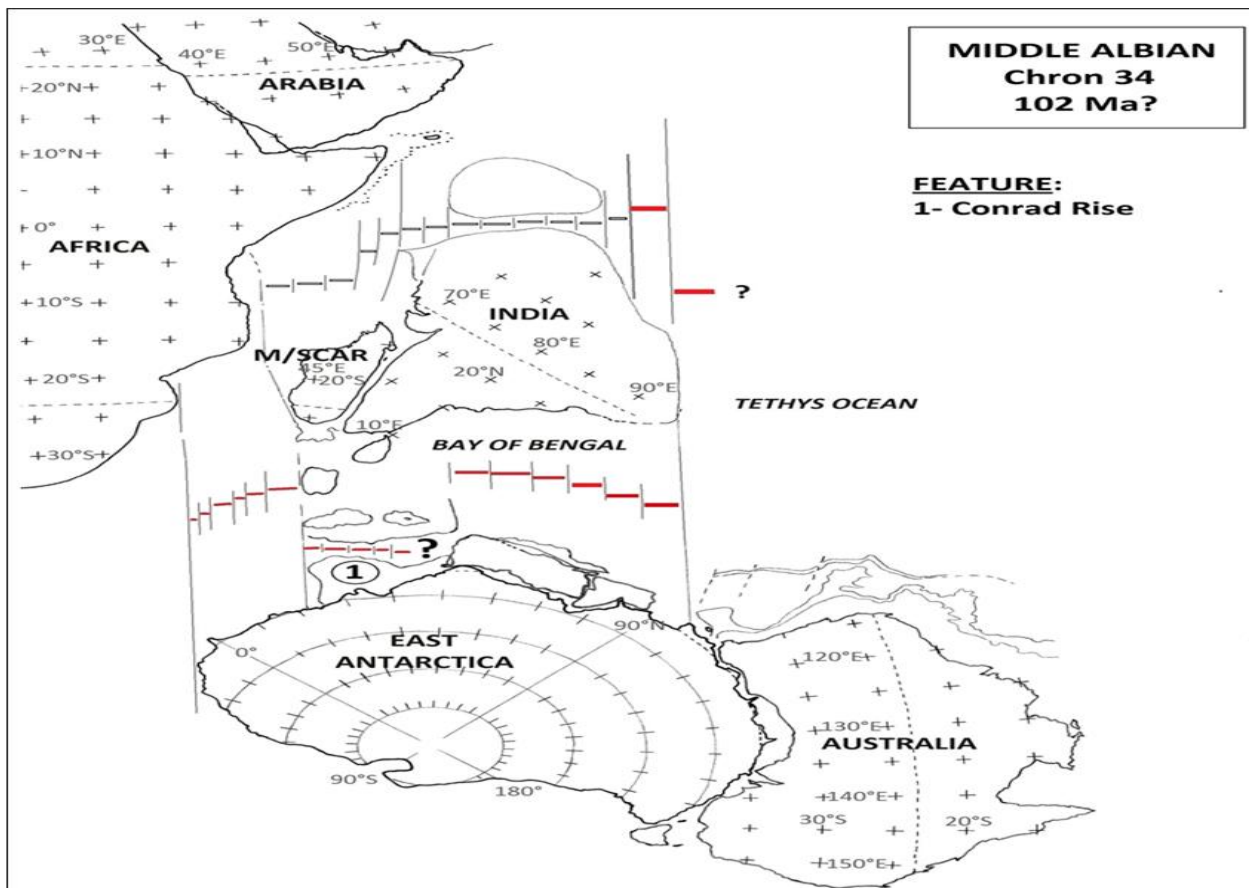 MIDDLE ALBIAN
Chron 34
102 Ma?
FEATURE:
1- Conrad Rise
30°E
40°E
50°E
ARABIA
20°N
10°N
0°
AFRICA
10°S
20°S
30°S
70°E
INDIA
80°E
20°N
90°E
?
M/SCAR
45°E
20°S
10°E
TETHYS OCEAN
BAY OF BENGAL
?
1
EAST
ANTARCTICA
0°
90°N
90°S
180°
120°E
130°E
AUSTRALIA
140°E
30°S
20°S
150°E